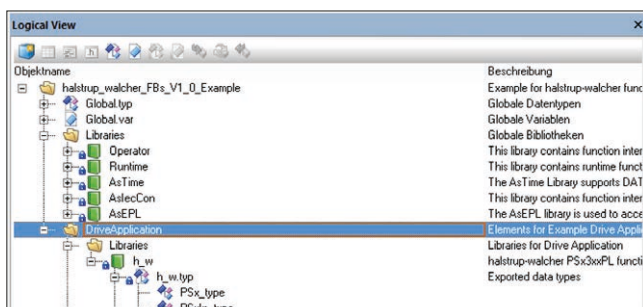 Logical View
Objektname Beschreibung
halstrup_walcher_FBs_V1_0_Example Example for halstrup-walcher func
Global.typ Globale Datentypen
Global.var Globale Variablen
Libraries Globale Bibliotheken
Operator This library contains function inter
Runtime This library contains runtime funct
AsTime The AsTime Library supports DAT
AsIecCon This library contains function inter
AsEPL The AsEPL library is used to acce
DriveApplication Elements for Example Drive Appli
Libraries Libraries for Drive Application
h_w halstrup-walcher PSx3xxPL functi
h_w.typ Exported data types
PSx_type